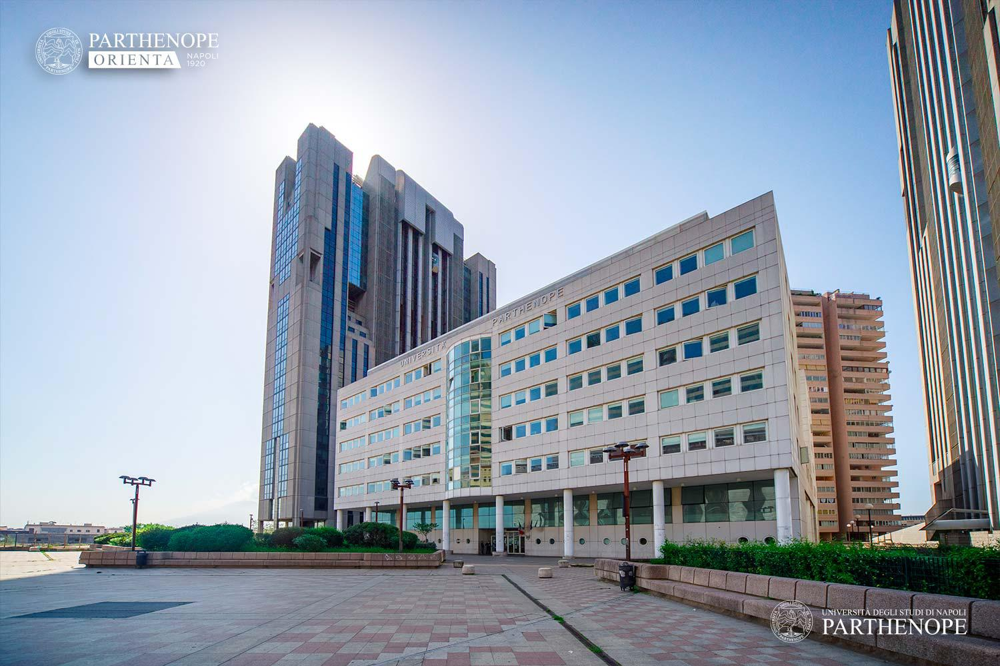 PARTHENOPE
ORIENTA
NAPOLI
1920
UNIVERSITÀ PARTHENOPE
UNIVERSITÀ DEGLI STUDI DI NAPOLI
PARTHENOPE